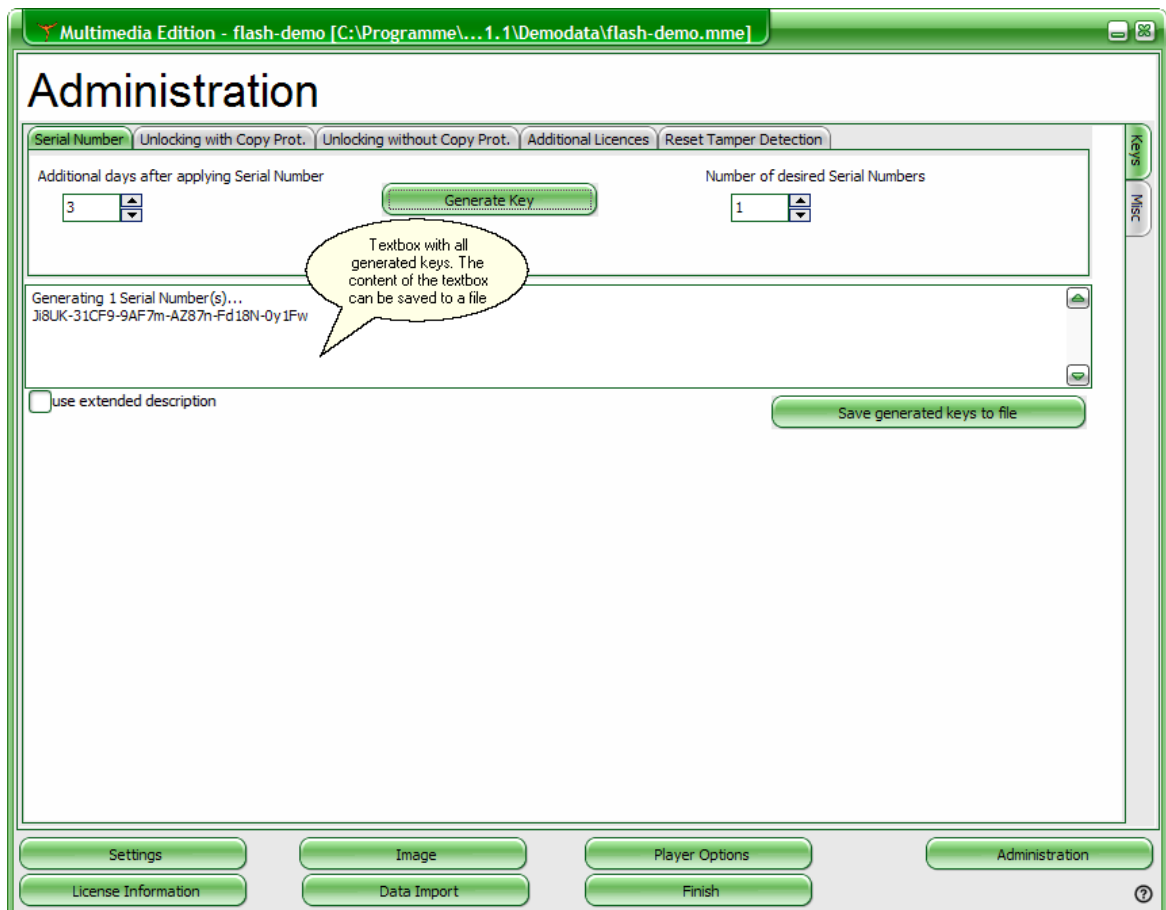 Multimedia Edition - flash-demo [C:\Programme\...1.1\Demodata\flash-demo.mme]
Administration
Serial Number
Unlocking with Copy Prot.
Unlocking without Copy Prot.
Additional Licences
Reset Tamper Detection
Keys
Misc
Additional days after applying Serial Number
3
Generate Key
Number of desired Serial Numbers
1
Textbox with all
generated keys. The
content of the textbox
can be saved to a file
Generating 1 Serial Number(s)...
Ji8UK-31CF9-9AF7m-AZ87n-Fd18N-0y1Fw
use extended description
Save generated keys to file
Settings
Image
Player Options
Administration
License Information
Data Import
Finish